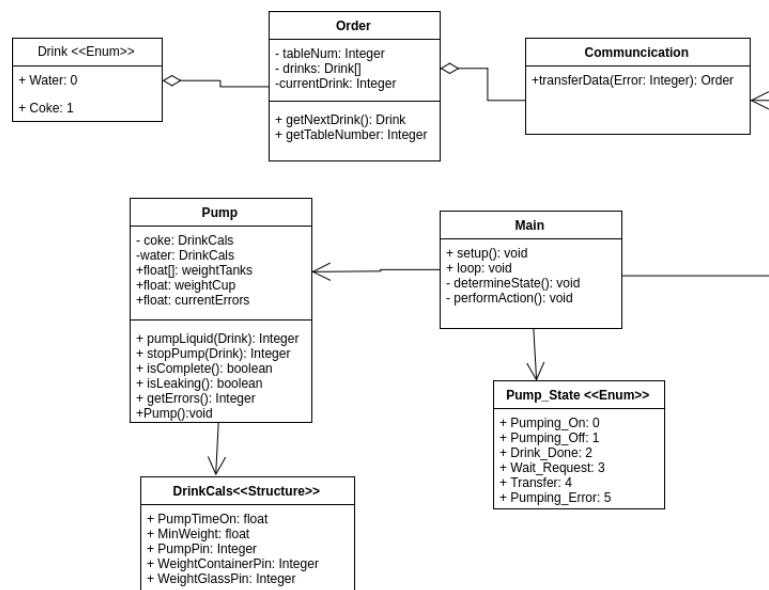 Drink <<Enum>>
+ Water: 0
+ Coke: 1
Order
- tableNum: Integer
- drinks: Drink[]
-currentDrink: Integer
+ getNextDrink(): Drink
+ getTableNumber: Integer
Communcication
+transferData(Error: Integer): Order
Pump
- coke: DrinkCals
-water: DrinkCals
+float[]: weightTanks
+float: weightCup
+float: currentErrors
+ pumpLiquid(Drink): Integer
+ stopPump(Drink): Integer
+ isComplete(): boolean
+ isLeaking(): boolean
+ getErrors(): Integer
+Pump():void
Main
+ setup(): void
+ loop: void
- determineState(): void
- performAction(): void
Pump_State <<Enum>>
+ Pumping_On: 0
+ Pumping_Off: 1
+ Drink_Done: 2
+ Wait_Request: 3
+ Transfer: 4
+ Pumping_Error: 5
DrinkCals<<Structure>>
+ PumpTimeOn: float
+ MinWeight: float
+ PumpPin: Integer
+ WeightContainerPin: Integer
+ WeightGlassPin: Integer